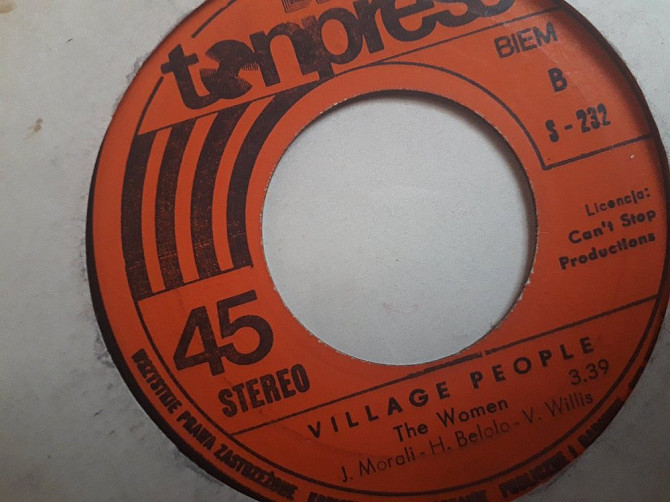 tonpress
BIEM
B
S-232
Licencja:
Can't Stop
Productions
45
STEREO
VILLAGE PEOPLE
The Women 3.39
J. Morali - H. Belolo - V. Willis
WSZYSTKIE PRAWA ZASTRZEŻONE
PUBLICZNE I